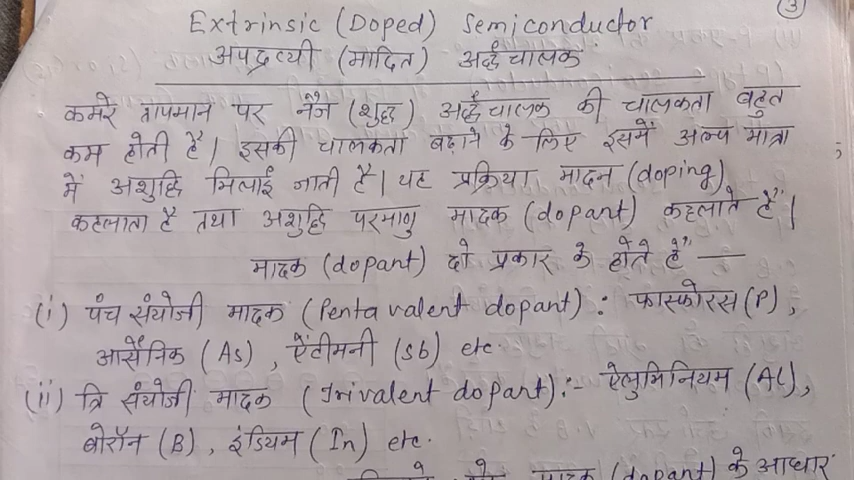 (3)
Extrinsic (Doped) Semiconductor
अपद्रव्यी (मादित) अर्द्धचालक
कमरे तापमान पर नैज (शुद्ध) अर्द्धचालक की चालकता बहुत
कम होती है। इसकी चालकता बढ़ाने के लिए इसमें अल्प मात्रा
में अशुद्धि मिलाई जाती है। यह प्रक्रिया मादन (doping)
कहलाता है तथा अशुद्धि परमाणु मादक (dopant) कहलाते हैं।
मादक (dopant) दो प्रकार के होते हैं —
(i) पंच संयोजी मादक (Penta valent dopant): फास्फोरस (P),
आर्सेनिक (As), ऐंटीमनी (Sb) etc.
(ii) त्रि संयोजी मादक (Trivalent dopant):- ऐलुमिनियम (Al),
बोरॉन (B), इंडियम (In) etc.
मादक (dopant) के आधार